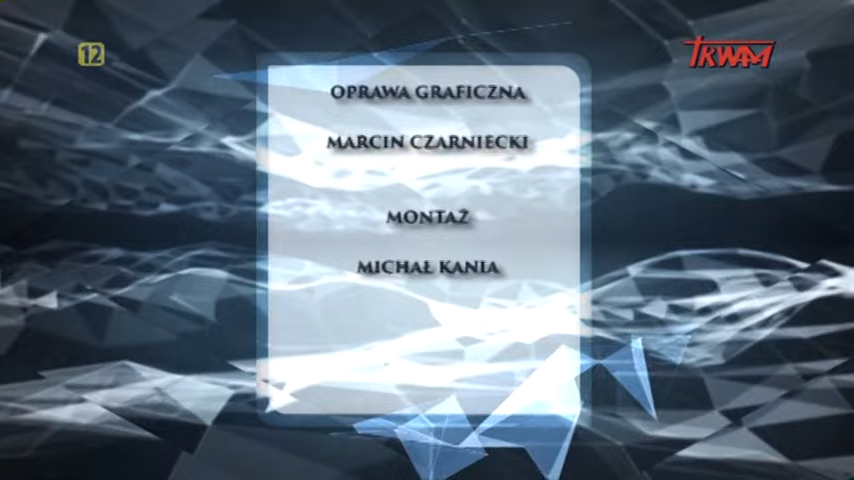 12
TRWAM
OPRAWA GRAFICZNA
MARCIN CZARNIECKI
MONTAŻ
MICHAŁ KANIA